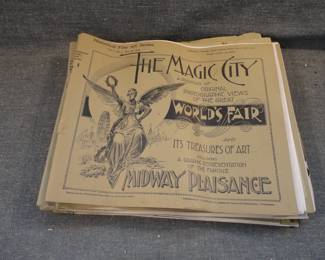 THE MAGIC CITY
ORIGINAL
PHOTOGRAPHIC VIEWS
OF THE GREAT
WORLD'S FAIR
AND
ITS TREASURES OF ART
INCLUDING
A GRAPHIC REPRESENTATION
OF THE FAMOUS
MIDWAY PLAISANCE